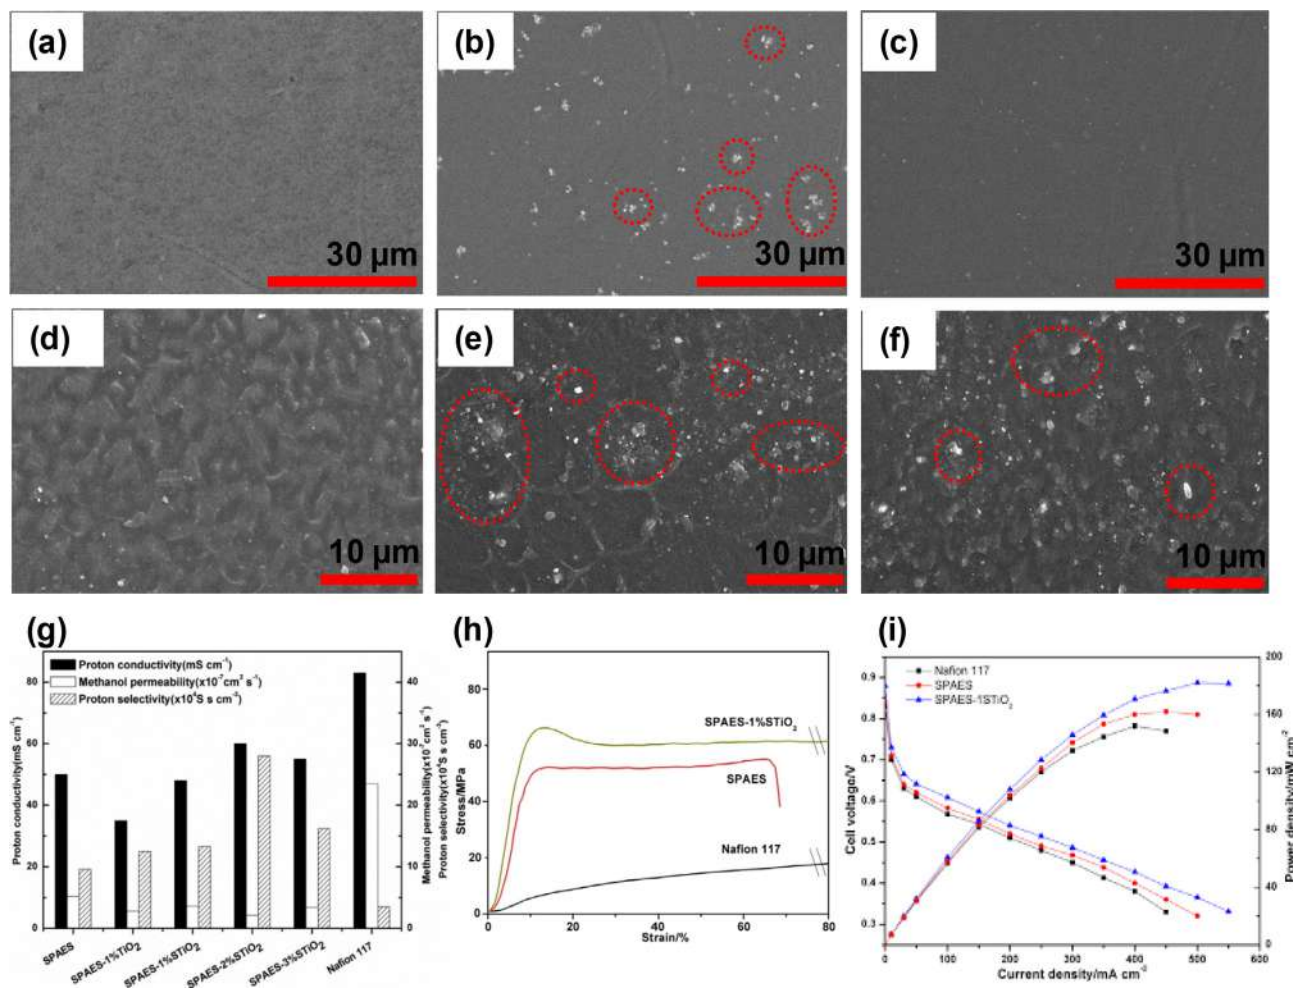 (a)
30 µm
(b)
30 µm
(c)
30 µm
(d)
10 µm
(e)
10 µm
(f)
10 µm
(g)
Proton conductivity(mS cm⁻¹)
Methanol permeability(x10⁻⁷cm² s⁻¹)
Proton selectivity(x10⁴S s cm⁻³)
Proton conductivity(mS cm⁻¹)
80
60
40
20
0
40
30
20
10
0
Methanol permeability(x10⁻⁷cm² s⁻¹)
Proton selectivity(x10⁴S s cm⁻³)
SPAES
SPAES-1%TiO₂
SPAES-1%STiO₂
SPAES-2%STiO₂
SPAES-3%STiO₂
Nafion 117
(h)
Stress/MPa
80
60
40
20
0
SPAES-1%STiO₂
SPAES
Nafion 117
0
20
40
60
80
Strain/%
(i)
Nafion 117
SPAES
SPAES-1STiO₂
Cell voltage/V
0.9
0.8
0.7
0.6
0.5
0.4
0.3
200
160
120
80
40
0
Power density/mW cm⁻²
0
100
200
300
400
500
600
Current density/mA cm⁻²